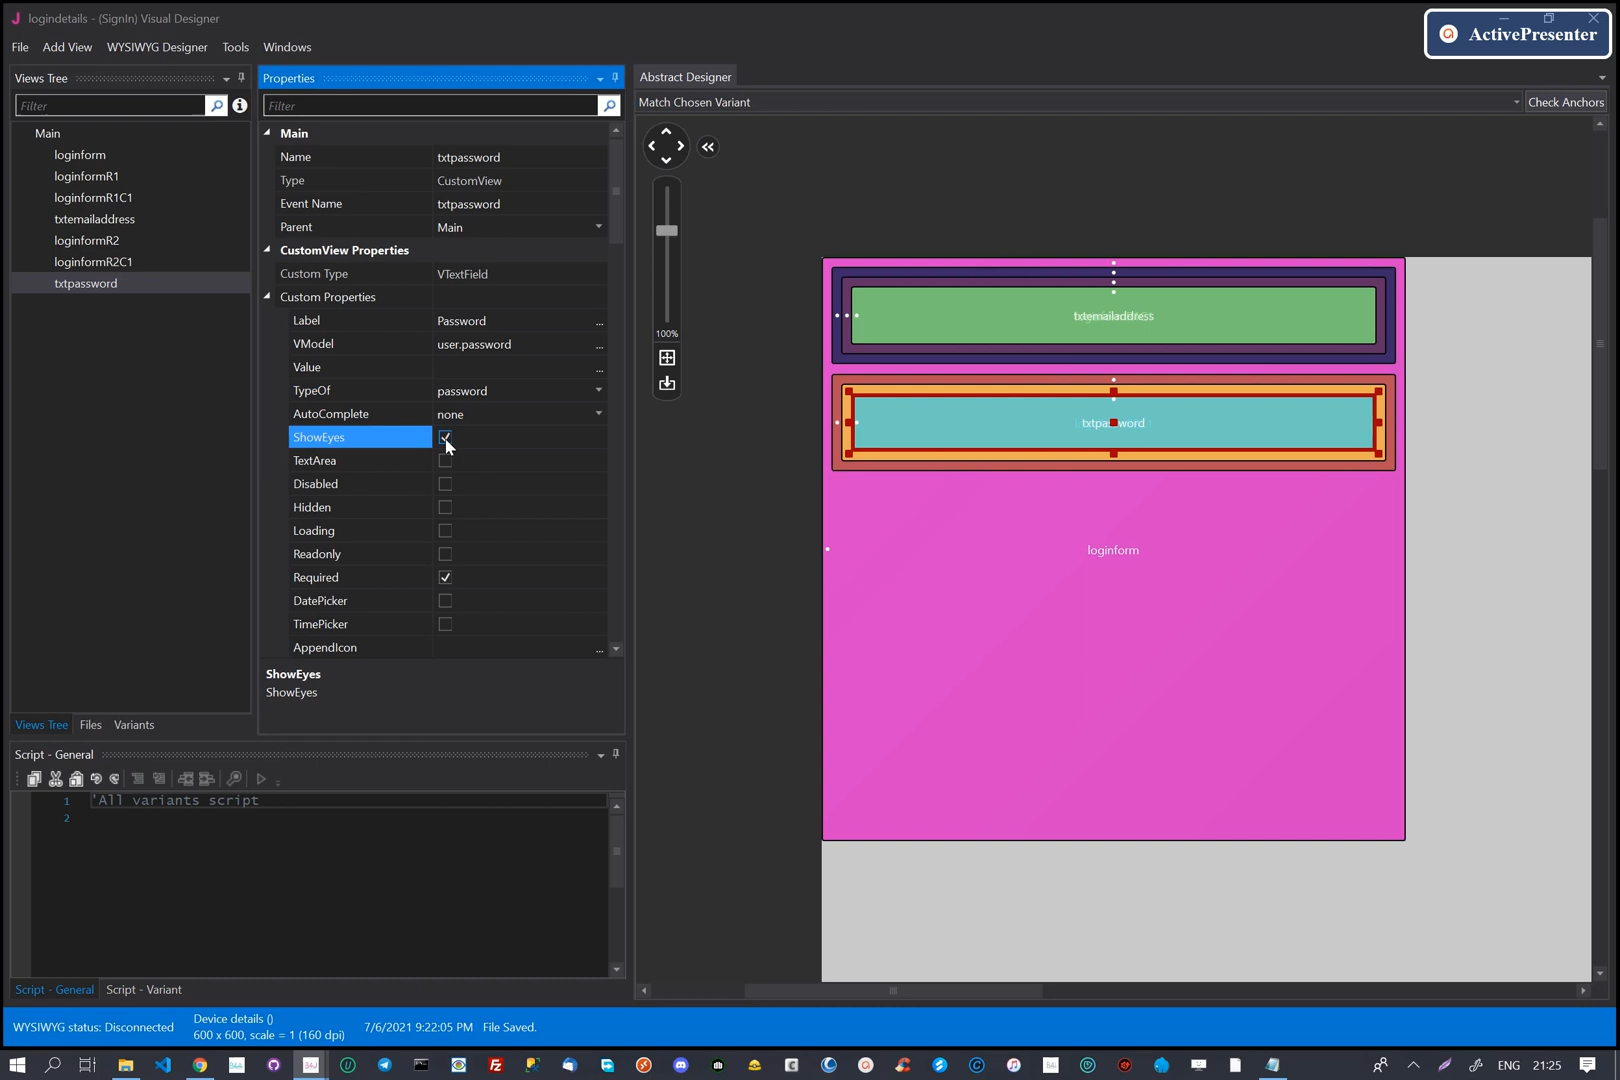 logindetails - (SignIn) Visual Designer
ActivePresenter
File Add View WYSIWYG Designer Tools Windows
Views Tree
Properties
Abstract Designer
Filter
Filter
Match Chosen Variant
Check Anchors
Main
loginform
loginformR1
loginformR1C1
txtemailaddress
loginformR2
loginformR2C1
txtpassword
Main
Name txtpassword
Type CustomView
Event Name txtpassword
Parent Main
CustomView Properties
Custom Type VTextField
Custom Properties
Label Password ...
VModel user.password ...
Value ...
TypeOf password
AutoComplete none
ShowEyes
TextArea
Disabled
Hidden
Loading
Readonly
Required
DatePicker
TimePicker
AppendIcon ...
ShowEyes
ShowEyes
100%
txtemailaddress
txtpassword
loginform
Views Tree Files Variants
Script - General
1 'All variants script
2
Script - General Script - Variant
WYSIWYG status: Disconnected
Device details ()
600 x 600, scale = 1 (160 dpi)
7/6/2021 9:22:05 PM File Saved.
ENG 21:25